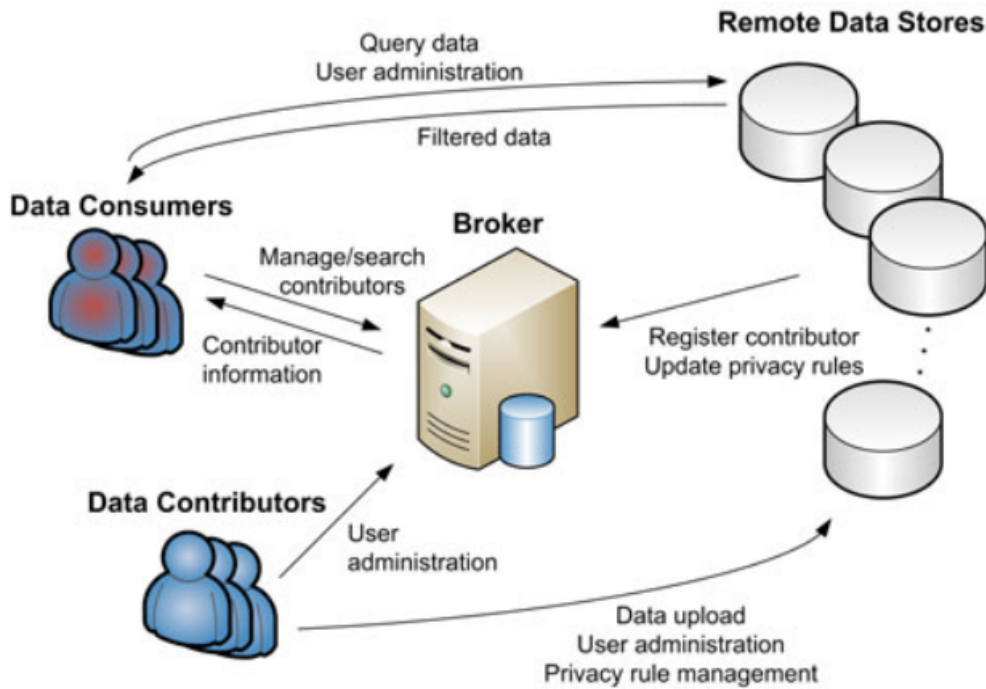 Remote Data Stores
Query data
User administration
Filtered data
Data Consumers
Broker
Manage/search
contributors
Contributor
information
Register contributor
Update privacy rules
Data Contributors
User
administration
Data upload
User administration
Privacy rule management